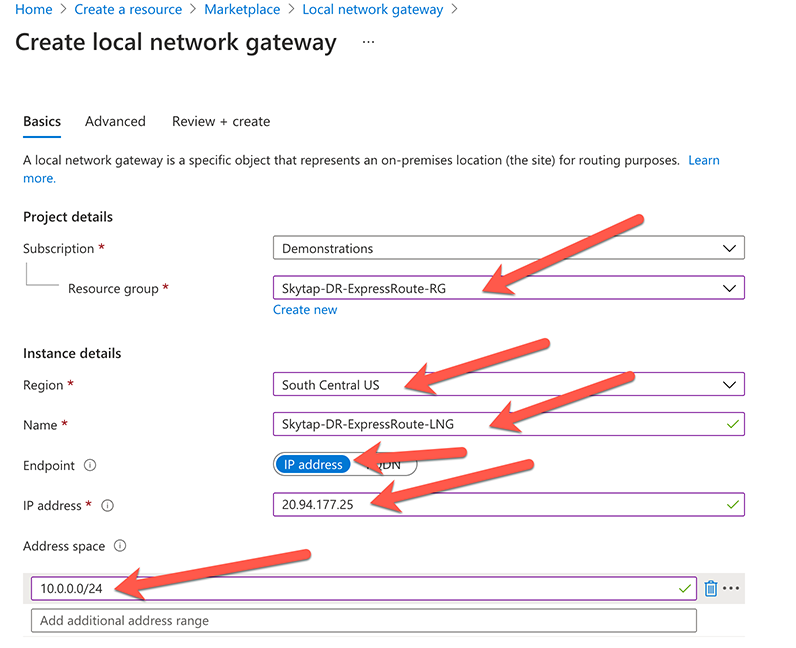 Home > Create a resource > Marketplace > Local network gateway >
Create local network gateway ...
Basics Advanced Review + create
A local network gateway is a specific object that represents an on-premises location (the site) for routing purposes. Learn
more.
Project details
Subscription * Demonstrations
Resource group * Skytap-DR-ExpressRoute-RG
Create new
Instance details
Region * South Central US
Name * Skytap-DR-ExpressRoute-LNG
Endpoint IP address
IP address * 20.94.177.25
Address space
10.0.0.0/24
Add additional address range